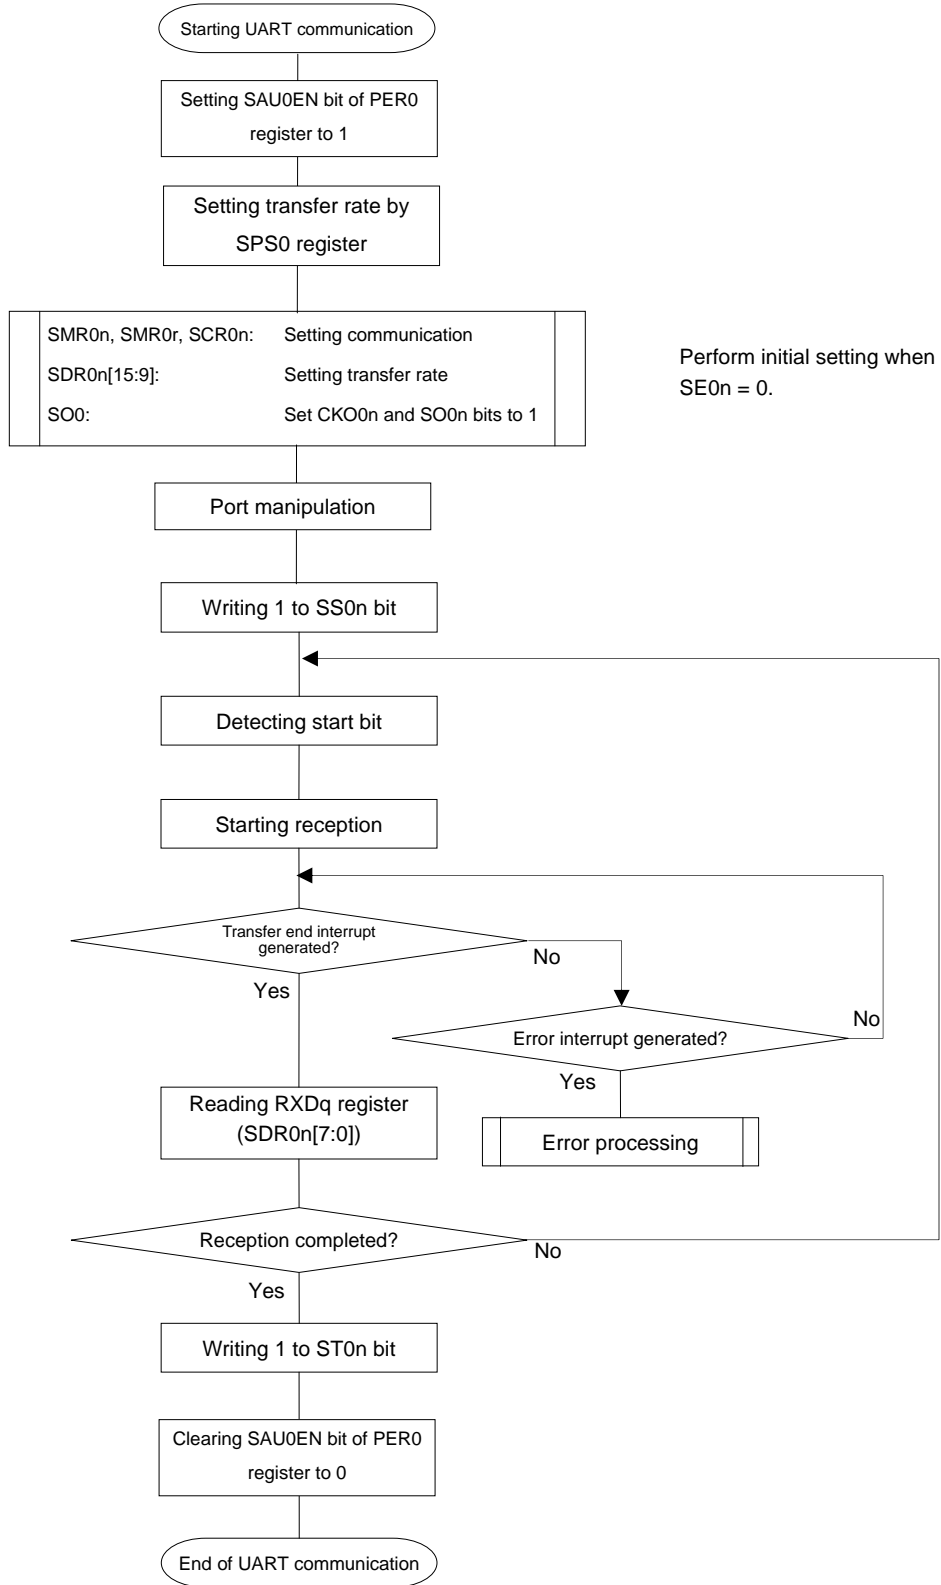 Starting UART communication
Setting SAU0EN bit of PER0
register to 1
Setting transfer rate by
SPS0 register
SMR0n, SMR0r, SCR0n: Setting communication
SDR0n[15:9]: Setting transfer rate
SO0: Set CKO0n and SO0n bits to 1
Perform initial setting when
SE0n = 0.
Port manipulation
Writing 1 to SS0n bit
Detecting start bit
Starting reception
Transfer end interrupt
generated?
No
Yes
Error interrupt generated?
No
Yes
Reading RXDq register
(SDR0n[7:0])
Error processing
Reception completed?
No
Yes
Writing 1 to ST0n bit
Clearing SAU0EN bit of PER0
register to 0
End of UART communication